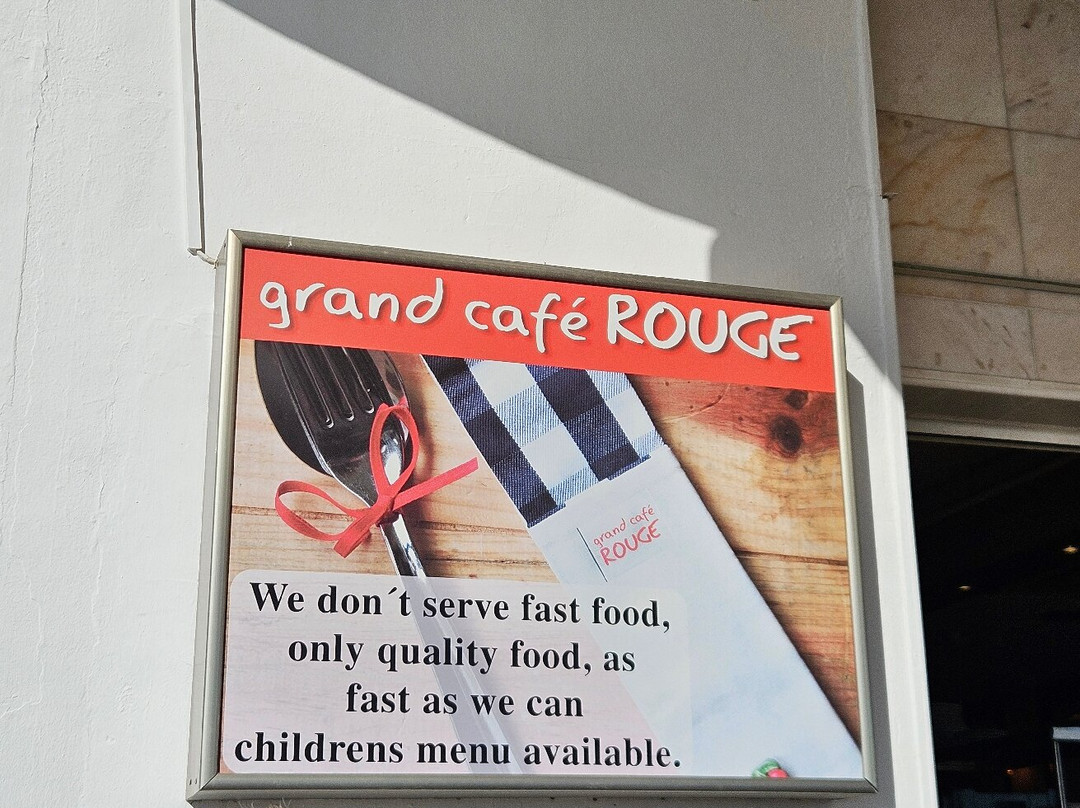 grand café ROUGE
grand café
ROUGE
We don´t serve fast food,
only quality food, as
fast as we can
childrens menu available.